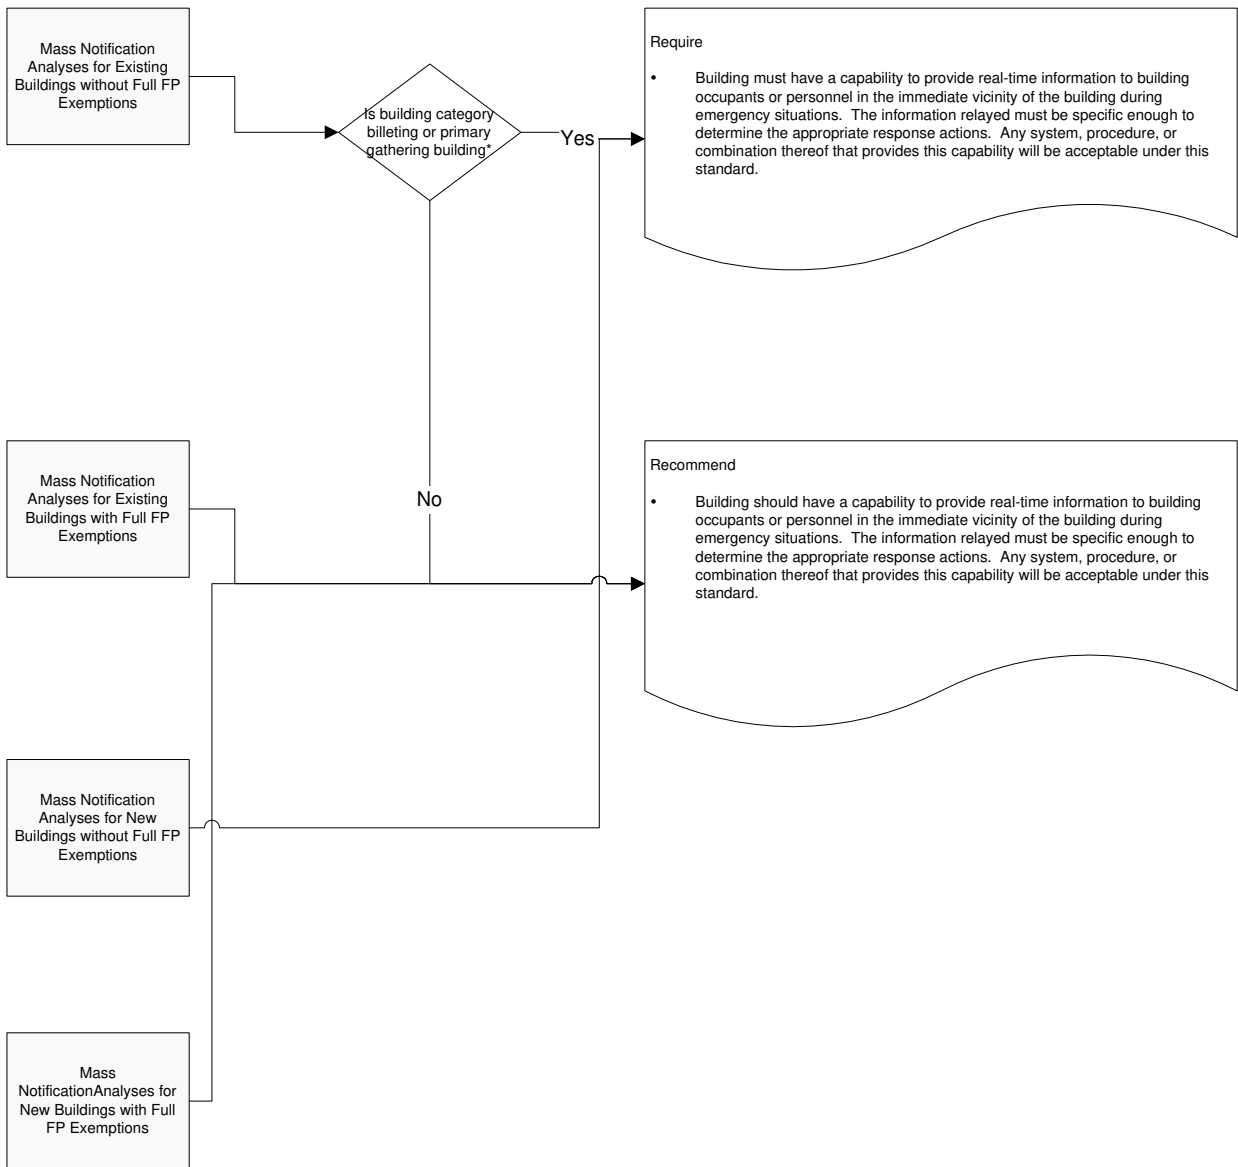 Mass Notification
Analyses for Existing
Buildings without Full FP
Exemptions
Is building category
billeting or primary
gathering building*
Yes
Require
• Building must have a capability to provide real-time information to building
occupants or personnel in the immediate vicinity of the building during
emergency situations. The information relayed must be specific enough to
determine the appropriate response actions. Any system, procedure, or
combination thereof that provides this capability will be acceptable under this
standard.
Mass Notification
Analyses for Existing
Buildings with Full FP
Exemptions
No
Recommend
• Building should have a capability to provide real-time information to building
occupants or personnel in the immediate vicinity of the building during
emergency situations. The information relayed must be specific enough to
determine the appropriate response actions. Any system, procedure, or
combination thereof that provides this capability will be acceptable under this
standard.
Mass Notification
Analyses for New
Buildings without Full FP
Exemptions
Mass
NotificationAnalyses for
New Buildings with Full
FP Exemptions